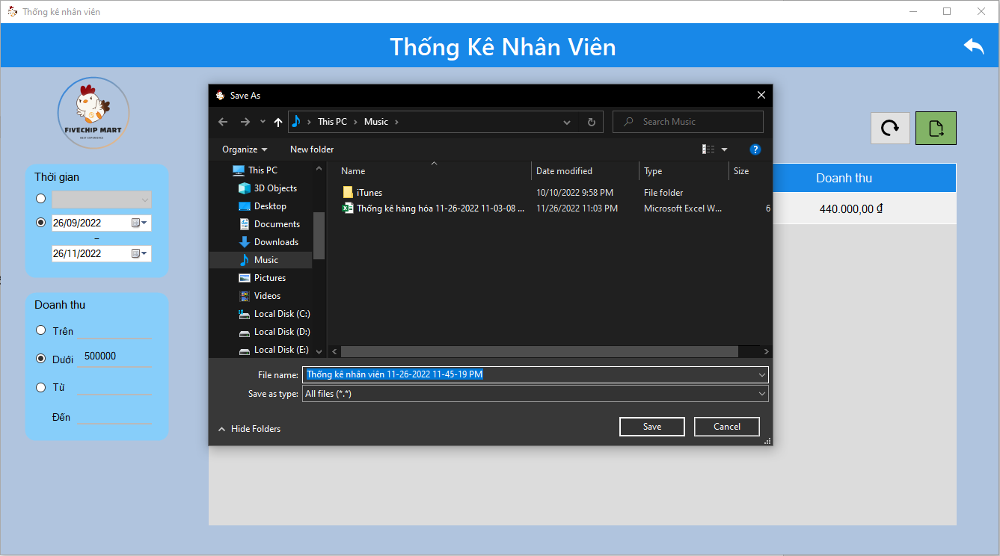 Thống kê nhân viên
Thống Kê Nhân Viên
FIVECHIP MART
BEST EXPERIENCE
Thời gian
26/09/2022
–
26/11/2022
Doanh thu
Trên
Dưới 500000
Từ
Đến
Save As
This PC > Music >
Search Music
Organize
New folder
?
This PC
3D Objects
Desktop
Documents
Downloads
Music
Pictures
Videos
Local Disk (C:)
Local Disk (D:)
Local Disk (E:)
Name Date modified Type Size
iTunes 10/10/2022 9:58 PM File folder
Thống kê hàng hóa 11-26-2022 11-03-08 ... 11/26/2022 11:03 PM Microsoft Excel W... 6
File name: Thống kê nhân viên 11-26-2022 11-45-19 PM
Save as type: All files (*.*)
Hide Folders
Save
Cancel
Doanh thu
440.000,00 ₫